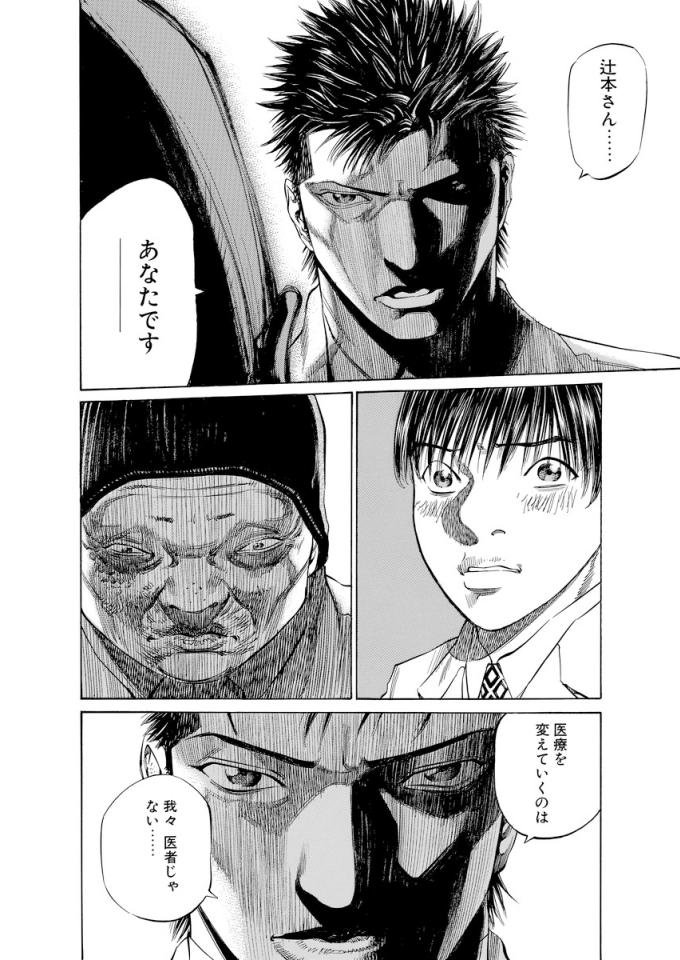 辻本さん……
あなたです
――
医療を
変えていくのは
我々 医者じゃ
ない……